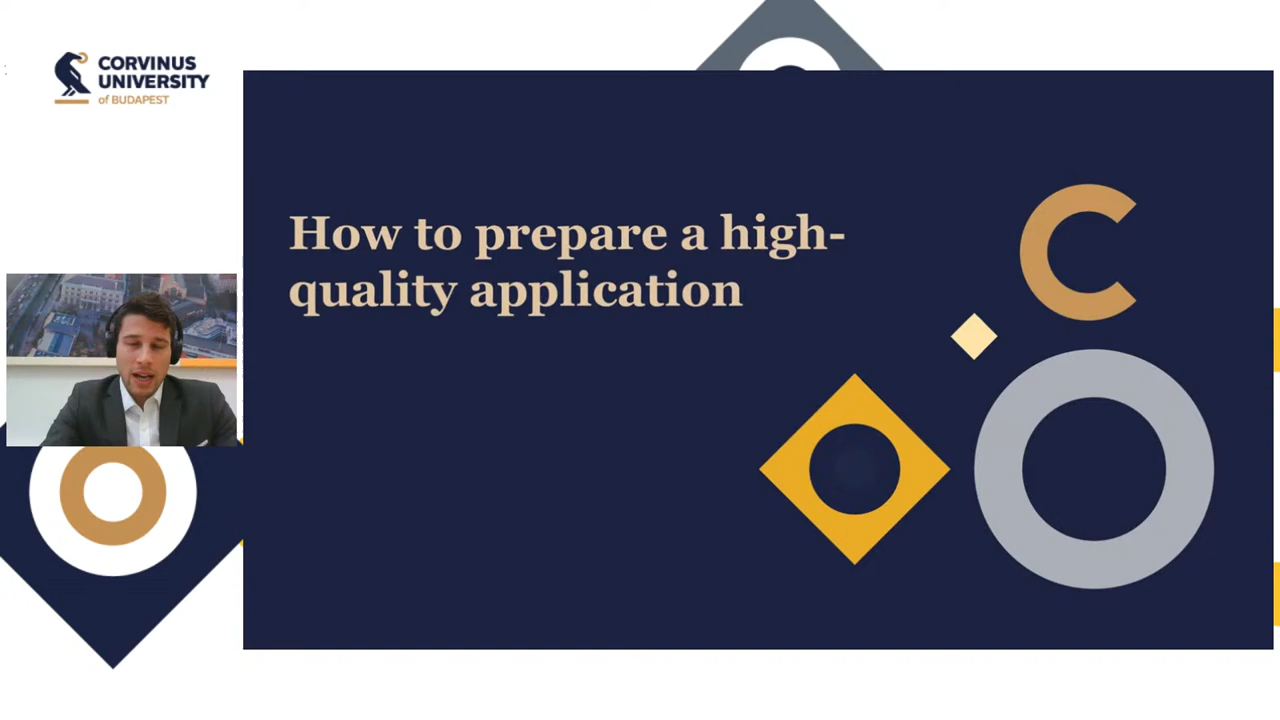 CORVINUS
UNIVERSITY
of BUDAPEST
How to prepare a high-
quality application